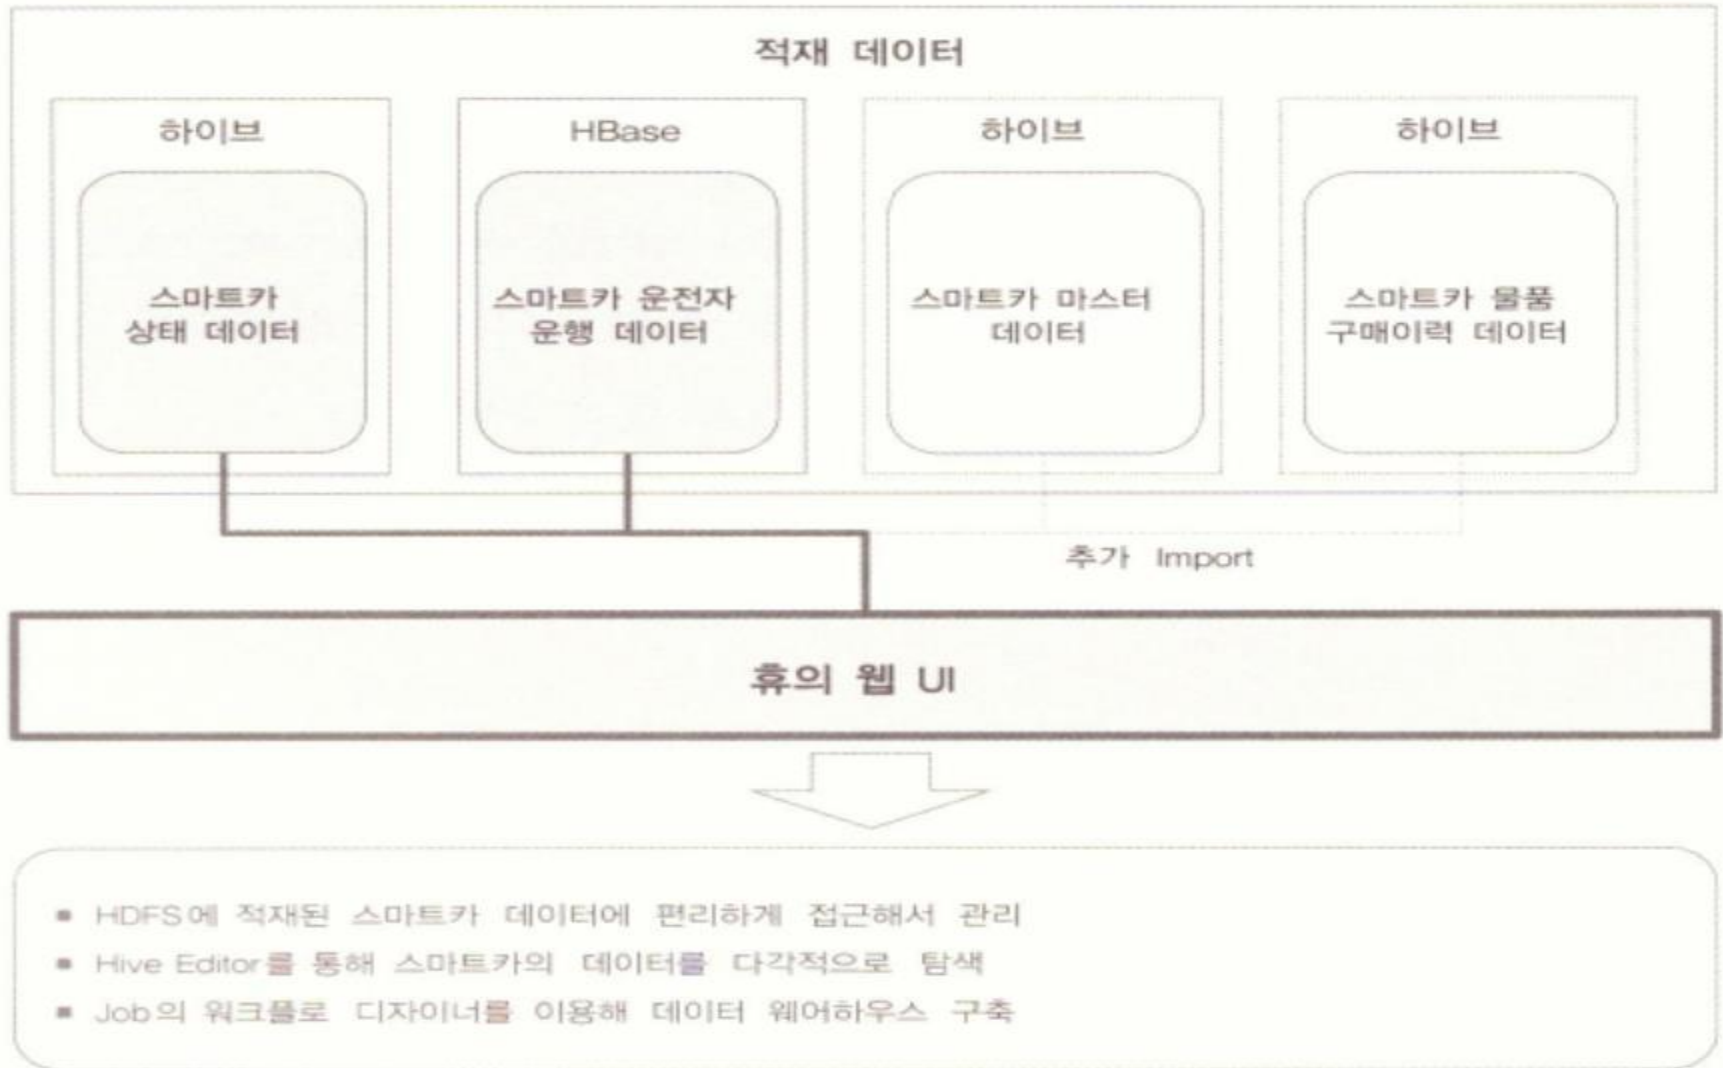 적재 데이터
하이브
HBase
하이브
하이브
스마트카
상태 데이터
스마트카 운전자
운행 데이터
스마트카 마스터
데이터
스마트카 물품
구매이력 데이터
추가 Import
휴의 웹 UI
▪ HDFS에 적재된 스마트카 데이터에 편리하게 접근해서 관리
▪ Hive Editor를 통해 스마트카의 데이터를 다각적으로 탐색
▪ Job의 워크플로 디자이너를 이용해 데이터 웨어하우스 구축